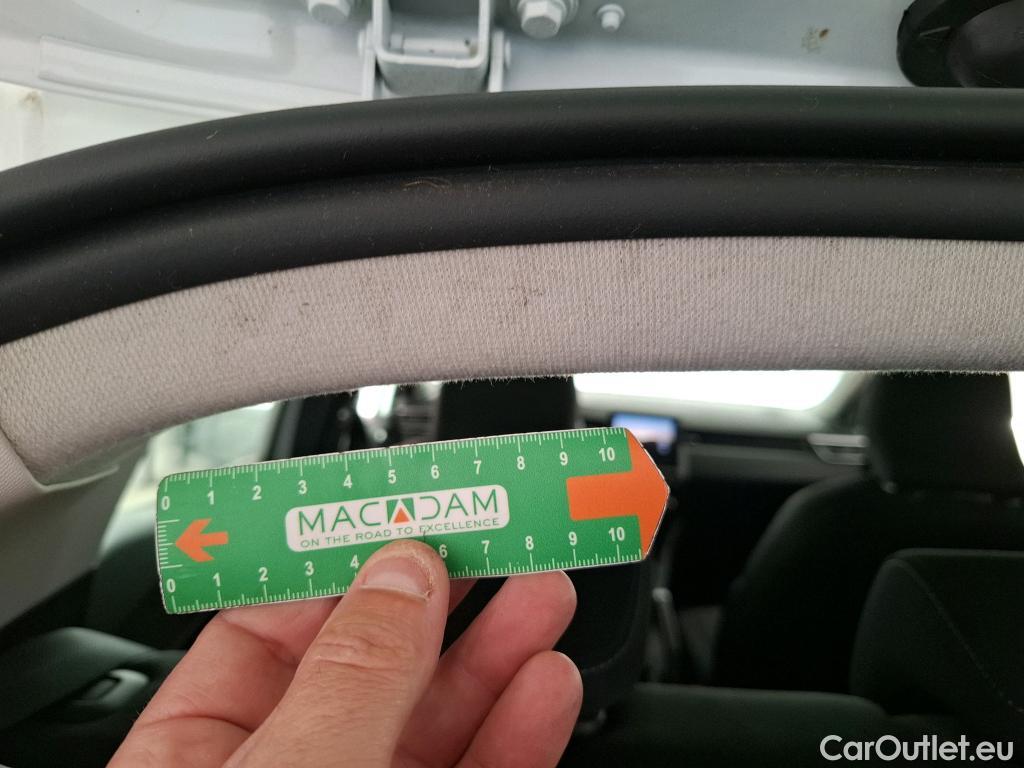 0 1 2 3 4 5 6 7 8 9 10
MACADAM
ON THE ROAD TO EXCELLENCE
0 1 2 3 4 6 7 8 9 10
CarOutlet.eu